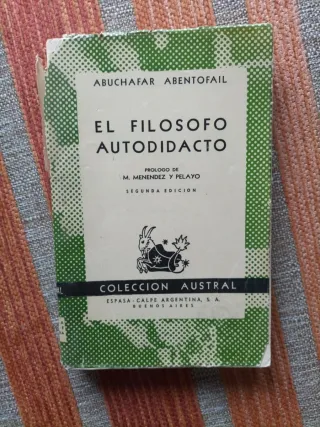 ABUCHAFAR ABENTOFAIL
EL FILOSOFO
AUTODIDACTO
PROLOGO DE
M. MENENDEZ Y PELAYO
SEGUNDA EDICION
COLECCION AUSTRAL
ESPASA-CALPE ARGENTINA, S. A.
BUENOS AIRES